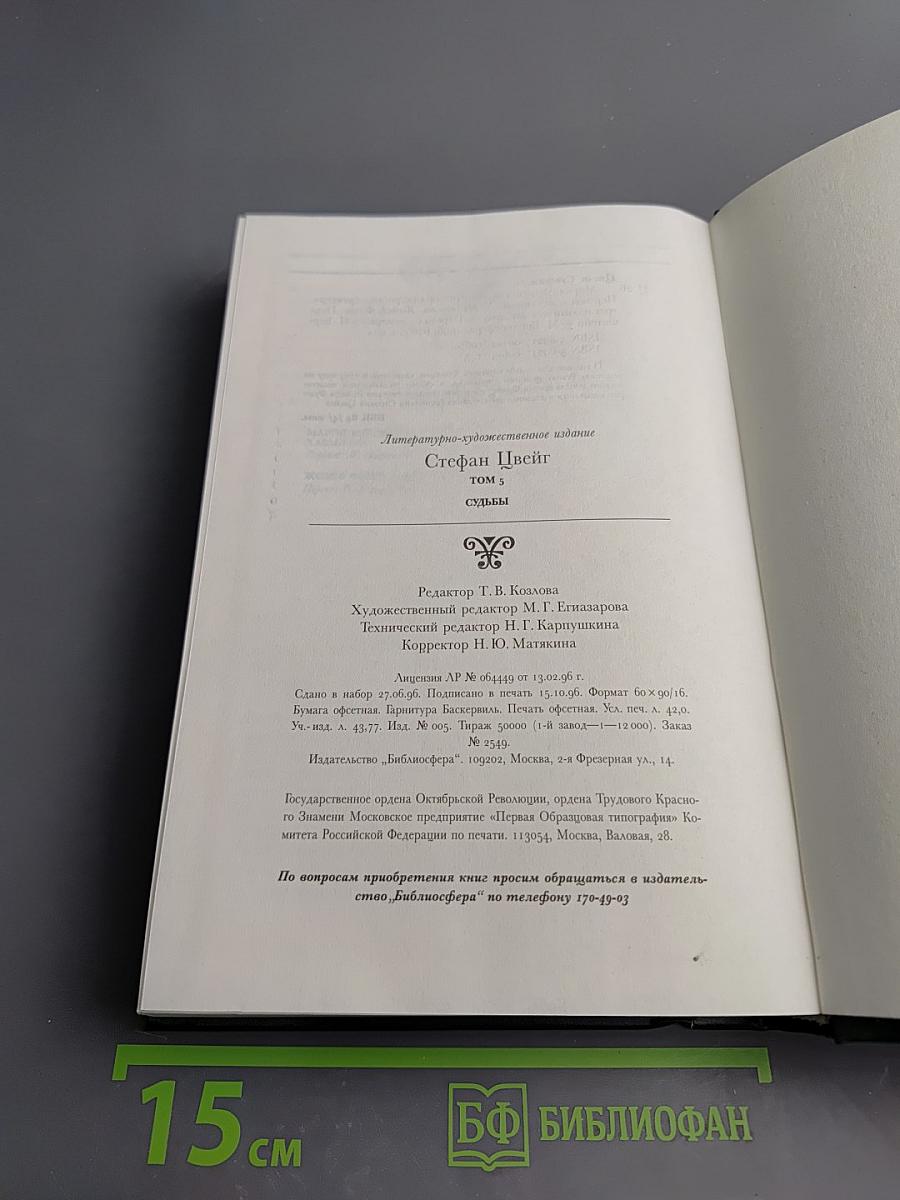 Литературно-художественное издание
Стефан Цвейг
ТОМ 5
СУДЬБЫ
Редактор Т. В. Козлова
Художественный редактор М. Г. Егиазарова
Технический редактор Н. Г. Карпушкина
Корректор Н. Ю. Матякина
Лицензия ЛР № 064449 от 13.02.96 г.
Сдано в набор 27.06.96. Подписано в печать 15.10.96. Формат 60×90/16.
Бумага офсетная. Гарнитура Баскервиль. Печать офсетная. Усл. печ. л. 42,0.
Уч.-изд. л. 43,77. Изд. № 005. Тираж 50000 (1-й завод—1—12 000). Заказ
№ 2549.
Издательство „Библиосфера“. 109202, Москва, 2-я Фрезерная ул., 14.
Государственное ордена Октябрьской Революции, ордена Трудового Красно-
го Знамени Московское предприятие «Первая Образцовая типография» Ко-
митета Российской Федерации по печати. 113054, Москва, Валовая, 28.
По вопросам приобретения книг просим обращаться в издатель-
ство „Библиосфера“ по телефону 170-49-03
15 см
БФ БИБЛИОФАН